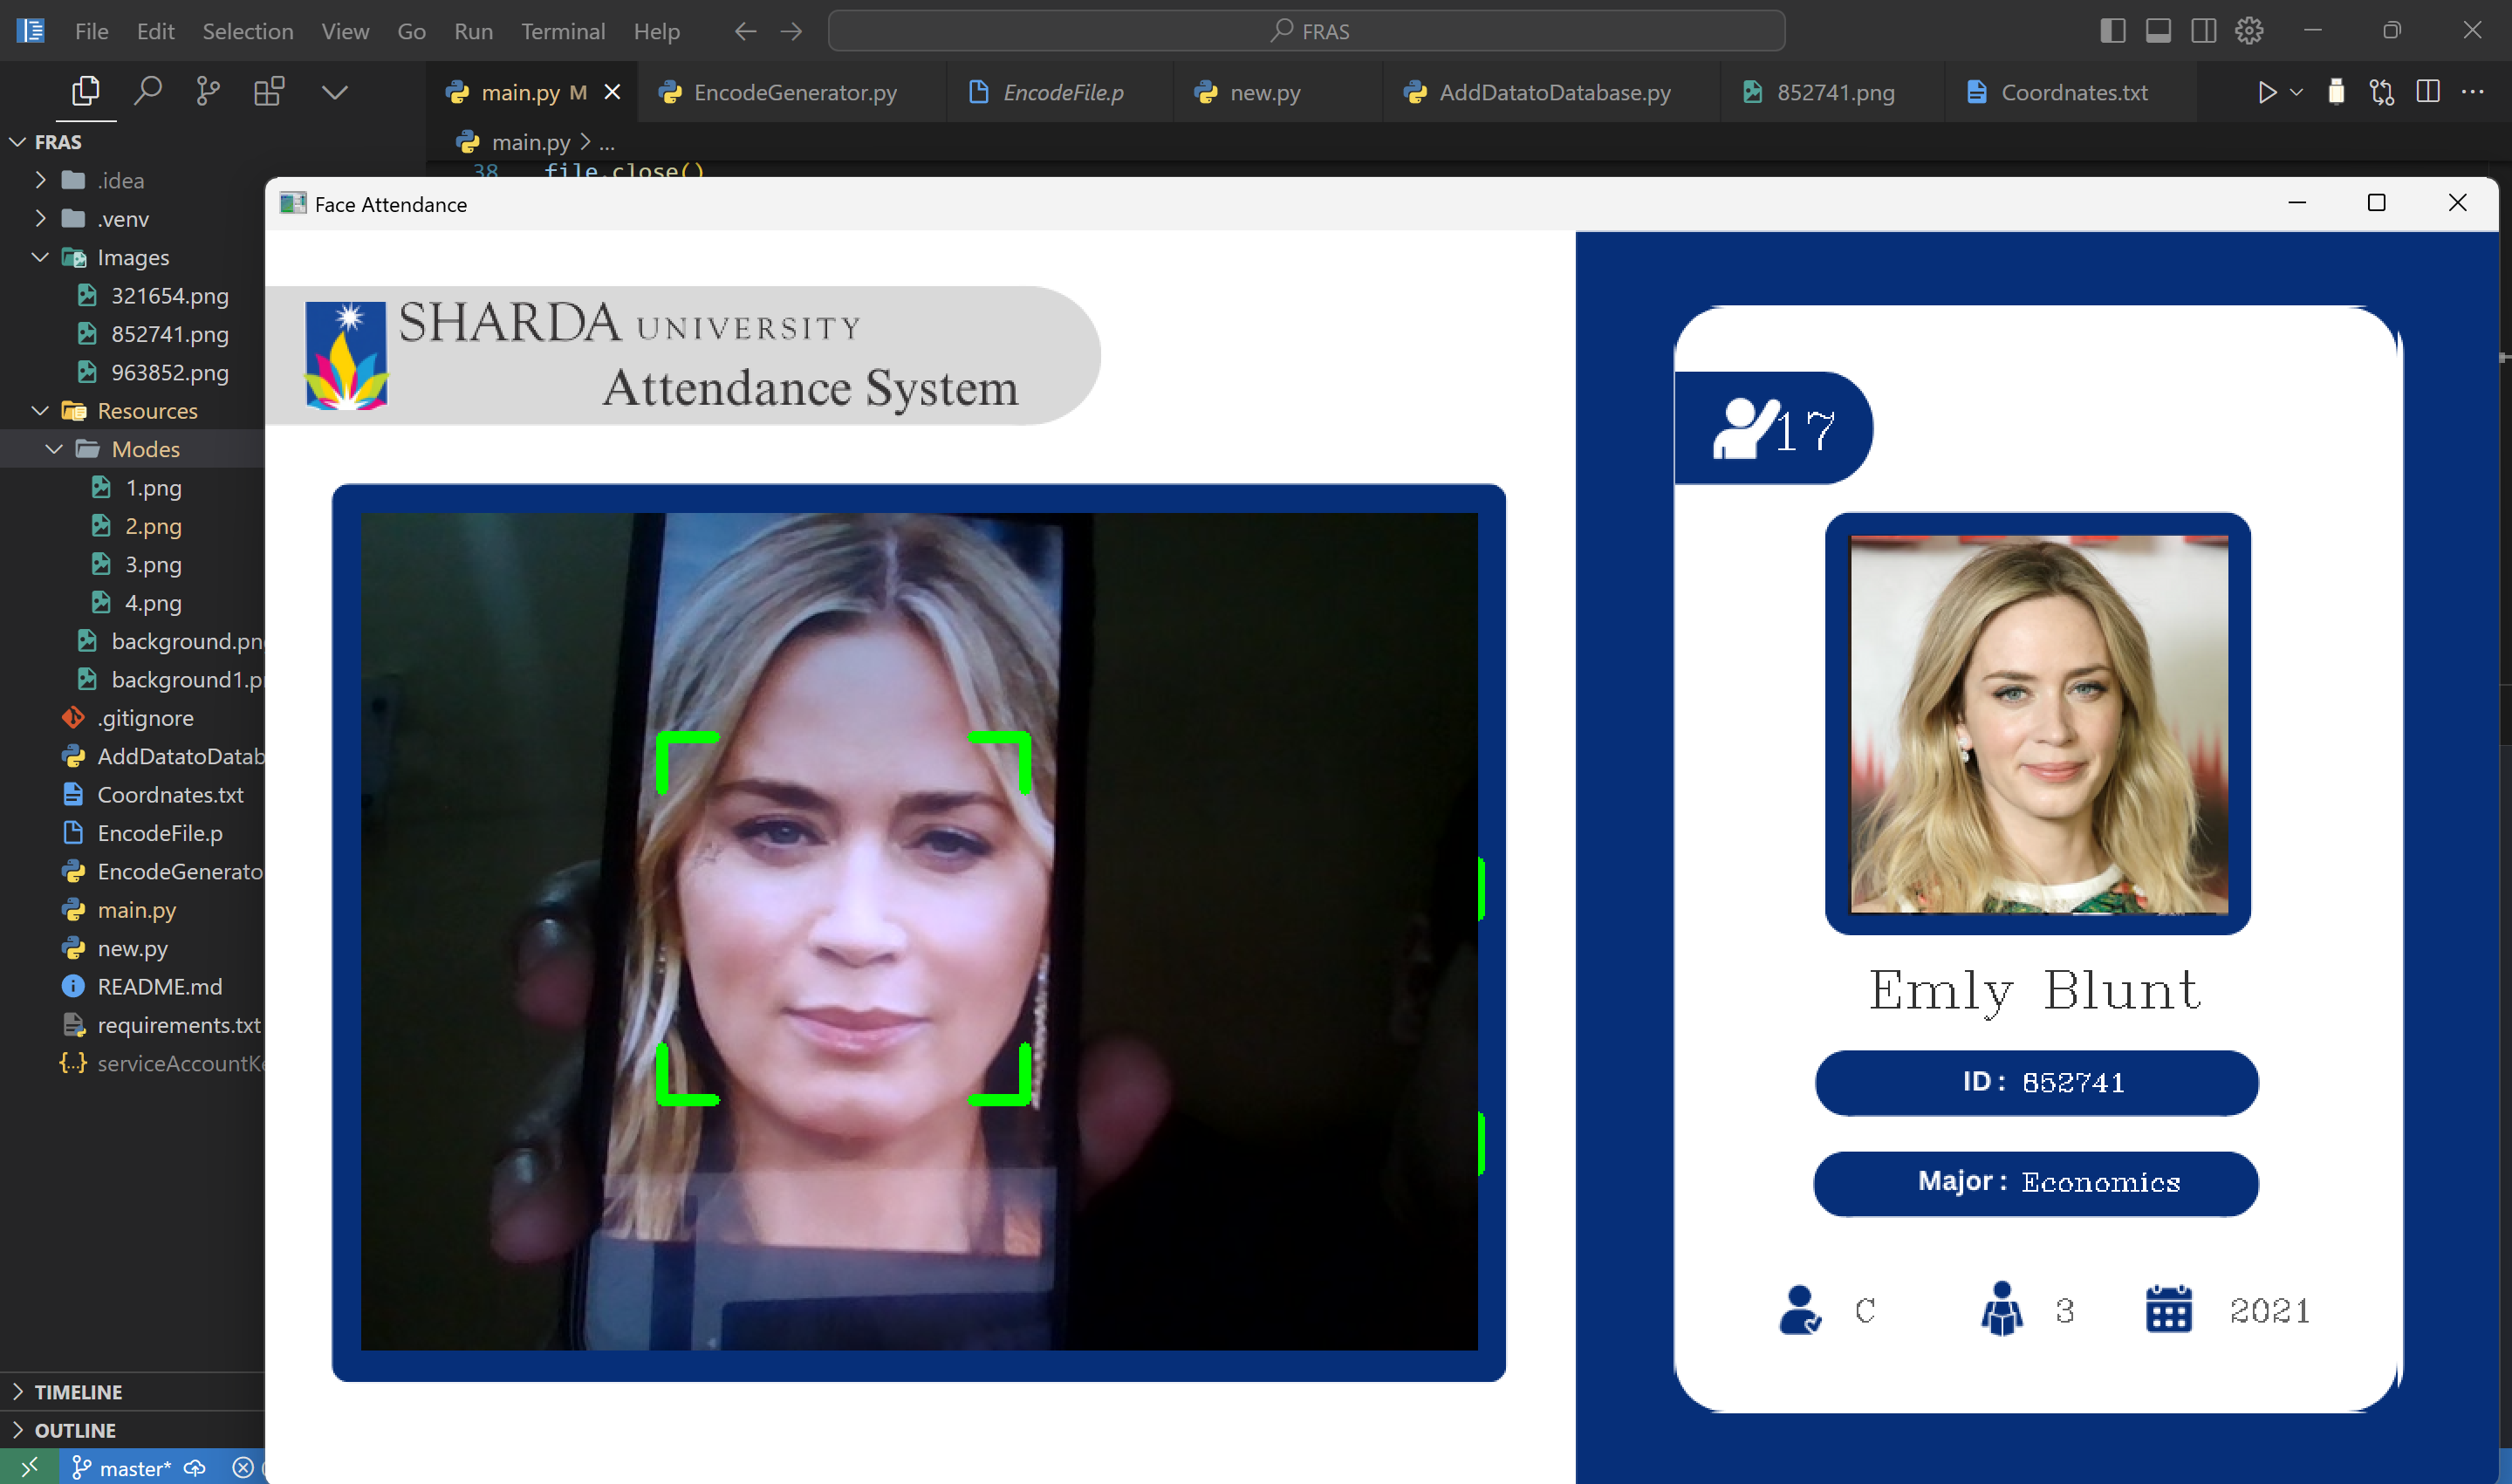 File Edit Selection View Go Run Terminal Help
FRAS
main.py M
EncodeGenerator.py
EncodeFile.p
new.py
AddDatatoDatabase.py
852741.png
Coordnates.txt
main.py > ...
38 file.close()
FRAS
.idea
.venv
Images
321654.png
852741.png
963852.png
Resources
Modes
1.png
2.png
3.png
4.png
background.pn
background1.p
.gitignore
AddDatatoDatab
Coordnates.txt
EncodeFile.p
EncodeGenerato
main.py
new.py
README.md
requirements.txt
serviceAccountKe
TIMELINE
OUTLINE
master*
Face Attendance
SHARDA UNIVERSITY
Attendance System
17
Emly Blunt
ID : 852741
Major : Economics
C 3 2021